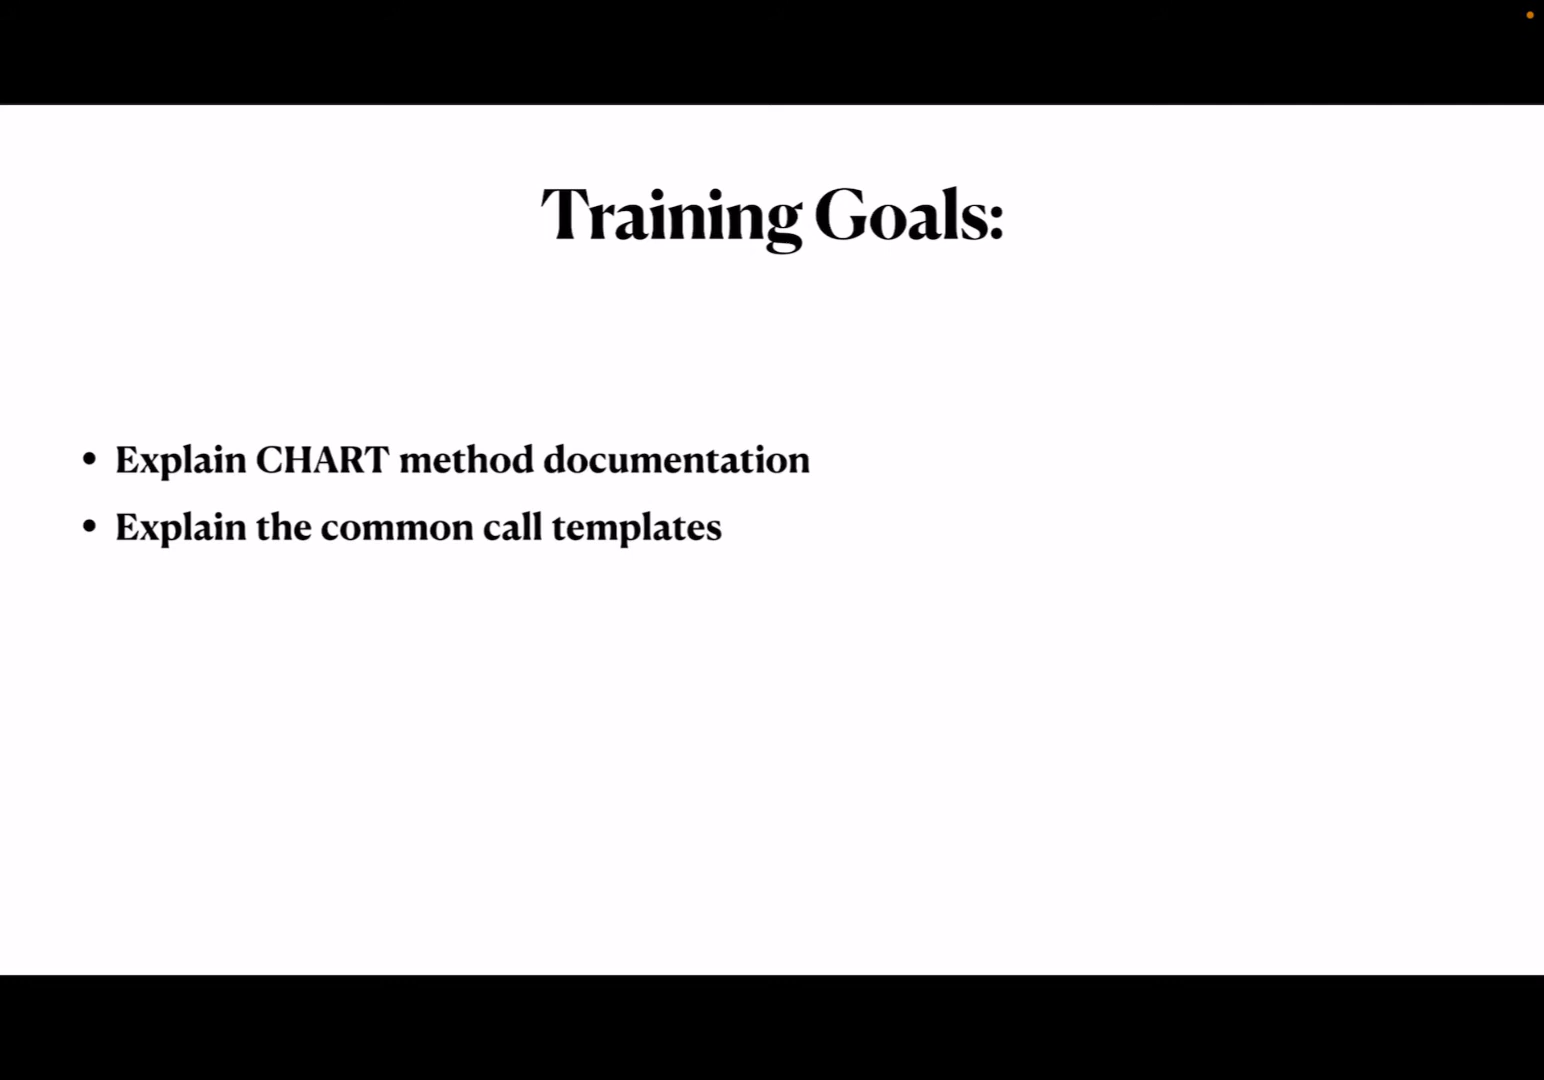 Training Goals:
• Explain CHART method documentation
• Explain the common call templates